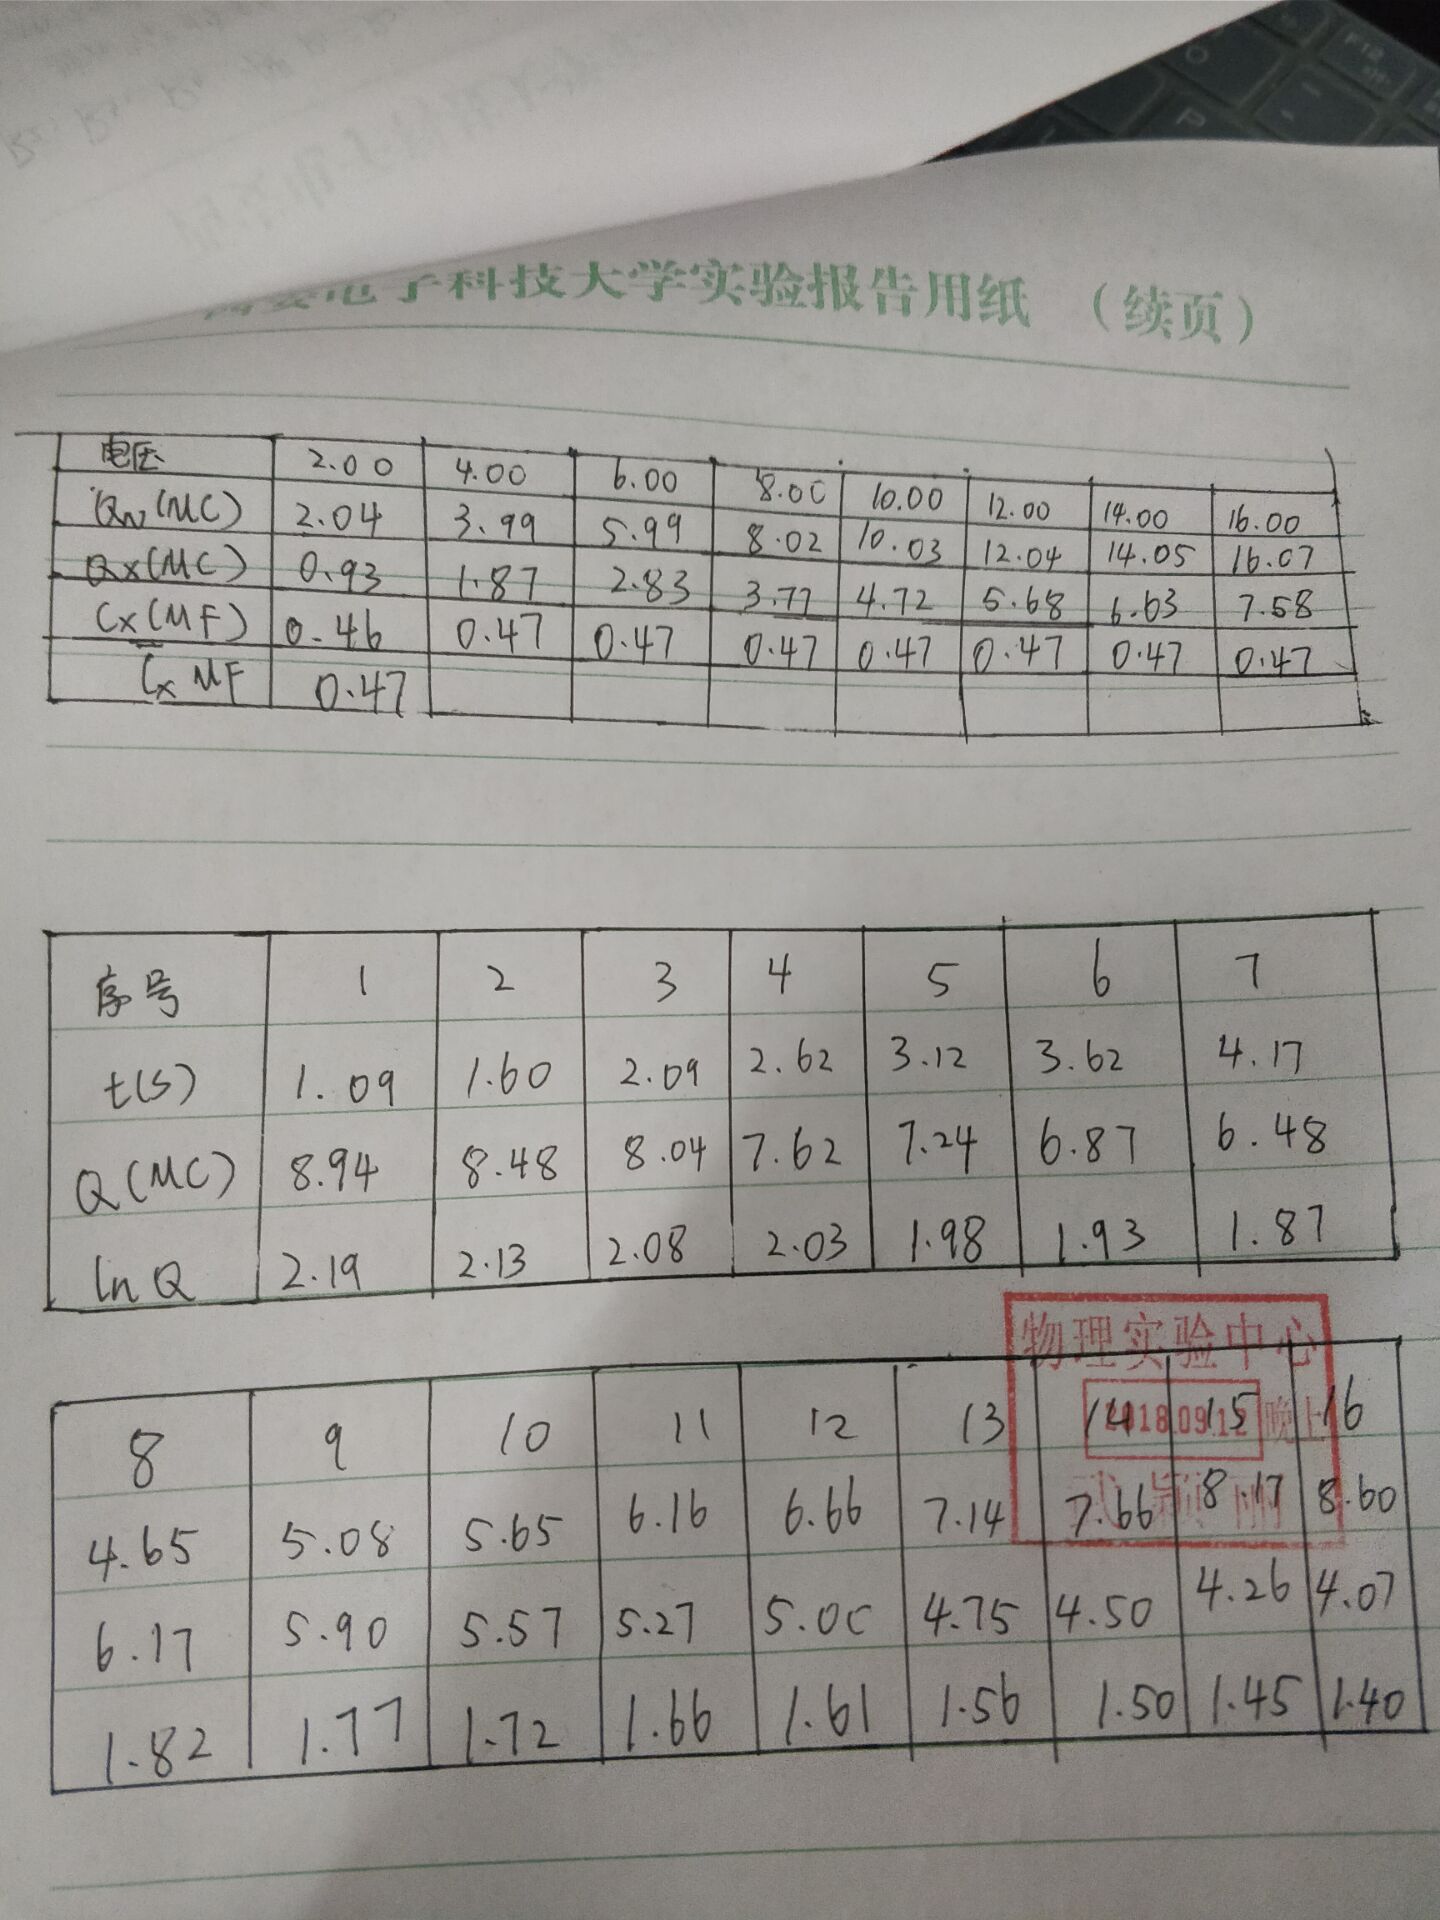 电子科技大学实验报告用纸 （续页）
电压 2.00 4.00 6.00 8.00 10.00 12.00 14.00 16.00
QN(MC) 2.04 3.99 5.99 8.02 10.03 12.04 14.05 16.07
Qx(MC) 0.93 1.87 2.83 3.77 4.72 5.68 6.63 7.58
Cx(MF) 0.46 0.47 0.47 0.47 0.47 0.47 0.47 0.47
Cx MF 0.47
序号 1 2 3 4 5 6 7
t(s) 1.09 1.60 2.09 2.62 3.12 3.62 4.17
Q(MC) 8.94 8.48 8.04 7.62 7.24 6.87 6.48
lnQ 2.19 2.13 2.08 2.03 1.98 1.93 1.87
物理实验中心
8 9 10 11 12 13 14 15 16
2018.09.12 晚上
4.65 5.08 5.65 6.16 6.66 7.14 7.66 8.17 8.60
6.17 5.90 5.57 5.27 5.00 4.75 4.50 4.26 4.07
1.82 1.77 1.72 1.66 1.61 1.56 1.50 1.45 1.40